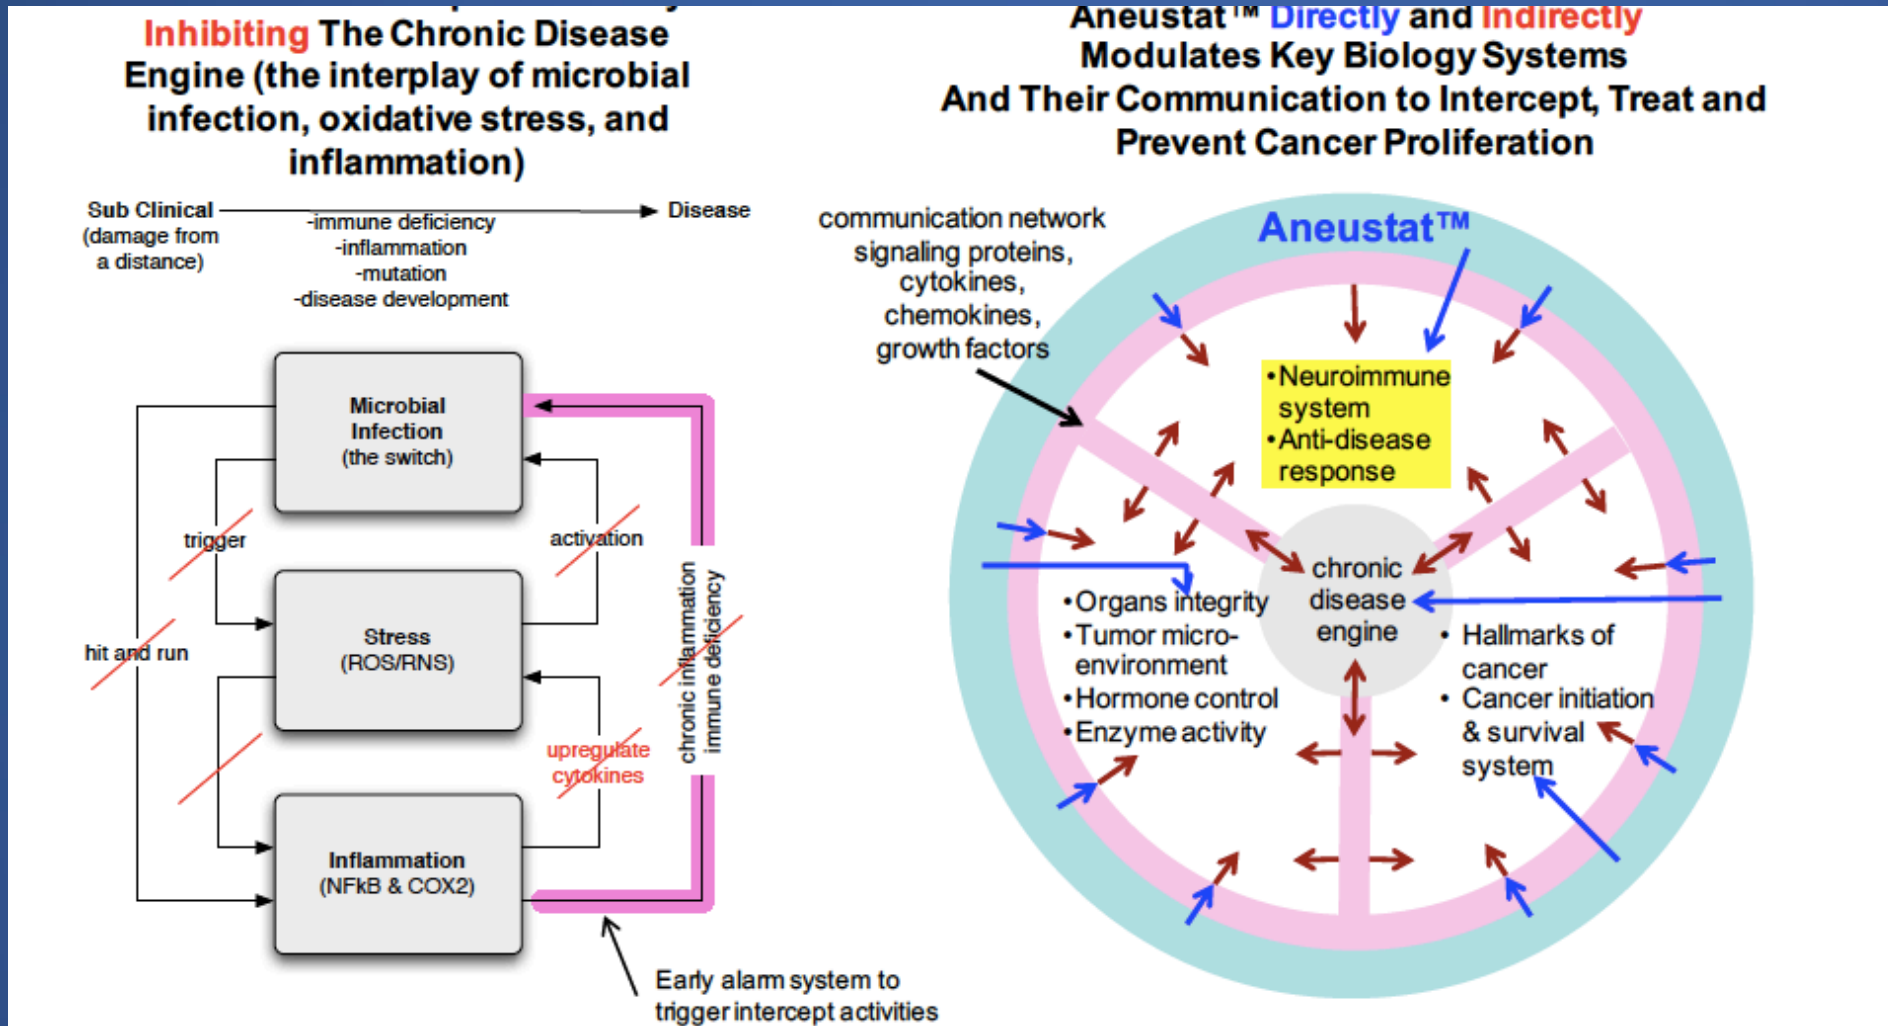 Inhibiting The Chronic Disease
Engine (the interplay of microbial
infection, oxidative stress, and
inflammation)
Sub Clinical
(damage from
a distance)
-immune deficiency
-inflammation
-mutation
-disease development
Disease
Microbial
Infection
(the switch)
trigger
activation
hit and run
Stress
(ROS/RNS)
upregulate
cytokines
chronic inflammation
immune deficiency
Inflammation
(NFkB & COX2)
Early alarm system to
trigger intercept activities
Aneustat™ Directly and Indirectly
Modulates Key Biology Systems
And Their Communication to Intercept, Treat and
Prevent Cancer Proliferation
communication network
signaling proteins,
cytokines,
chemokines,
growth factors
Aneustat™
•Neuroimmune
system
•Anti-disease
response
chronic
disease
engine
•Organs integrity
•Tumor micro-
environment
•Hormone control
•Enzyme activity
• Hallmarks of
cancer
• Cancer initiation
& survival
system